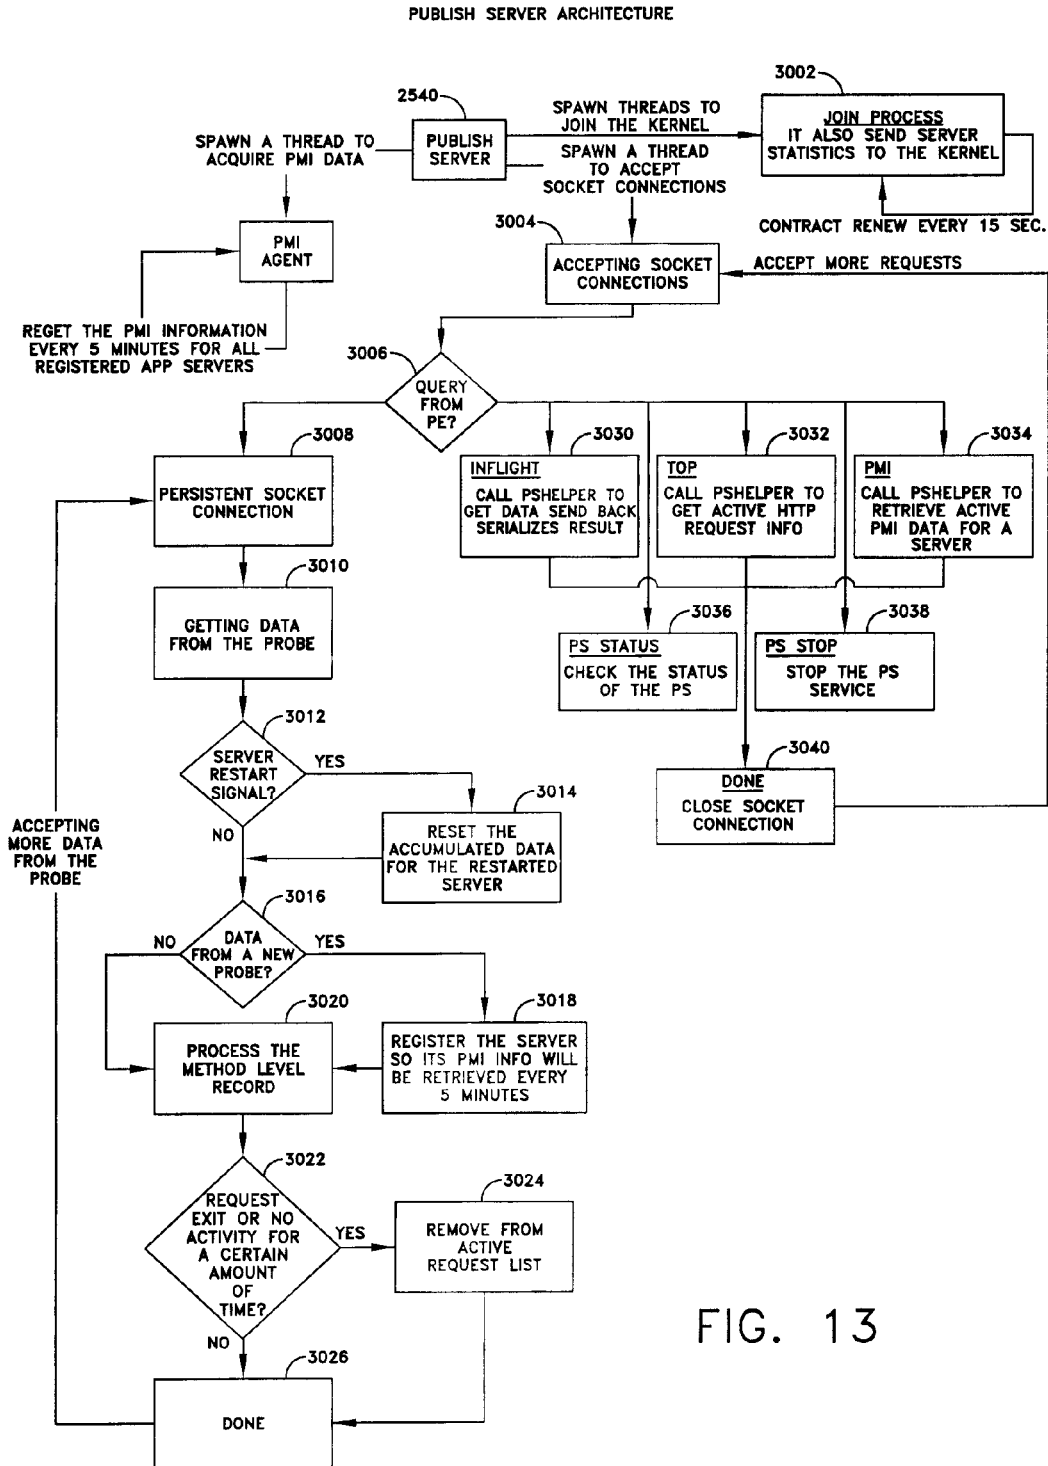 PUBLISH SERVER ARCHITECTURE
3002
2540
SPAWN THREADS TO
JOIN THE KERNEL
JOIN PROCESS
IT ALSO SEND SERVER
STATISTICS TO THE KERNEL
SPAWN A THREAD TO
ACQUIRE PMI DATA
PUBLISH
SERVER
SPAWN A THREAD
TO ACCEPT
SOCKET CONNECTIONS
CONTRACT RENEW EVERY 15 SEC.
3004
PMI
AGENT
ACCEPTING SOCKET
CONNECTIONS
ACCEPT MORE REQUESTS
REGET THE PMI INFORMATION
EVERY 5 MINUTES FOR ALL
REGISTERED APP SERVERS
3006
QUERY
FROM
PE?
3008
PERSISTENT SOCKET
CONNECTION
3030
INFLIGHT
CALL PSHELPER TO
GET DATA SEND BACK
SERIALIZES RESULT
3032
TOP
CALL PSHELPER TO
GET ACTIVE HTTP
REQUEST INFO
3034
PMI
CALL PSHELPER TO
RETRIEVE ACTIVE
PMI DATA FOR A
SERVER
3010
GETTING DATA
FROM THE PROBE
3036
PS STATUS
CHECK THE STATUS
OF THE PS
3038
PS STOP
STOP THE PS
SERVICE
3012
SERVER
RESTART
SIGNAL?
YES
NO
3014
RESET THE
ACCUMULATED DATA
FOR THE RESTARTED
SERVER
3040
DONE
CLOSE SOCKET
CONNECTION
ACCEPTING
MORE DATA
FROM THE
PROBE
3016
DATA
FROM A NEW
PROBE?
NO
YES
3020
PROCESS THE
METHOD LEVEL
RECORD
3018
REGISTER THE SERVER
SO ITS PMI INFO WILL
BE RETRIEVED EVERY
5 MINUTES
3022
REQUEST
EXIT OR NO
ACTIVITY FOR
A CERTAIN
AMOUNT
OF
TIME?
YES
NO
3024
REMOVE FROM
ACTIVE
REQUEST LIST
3026
DONE
FIG. 13